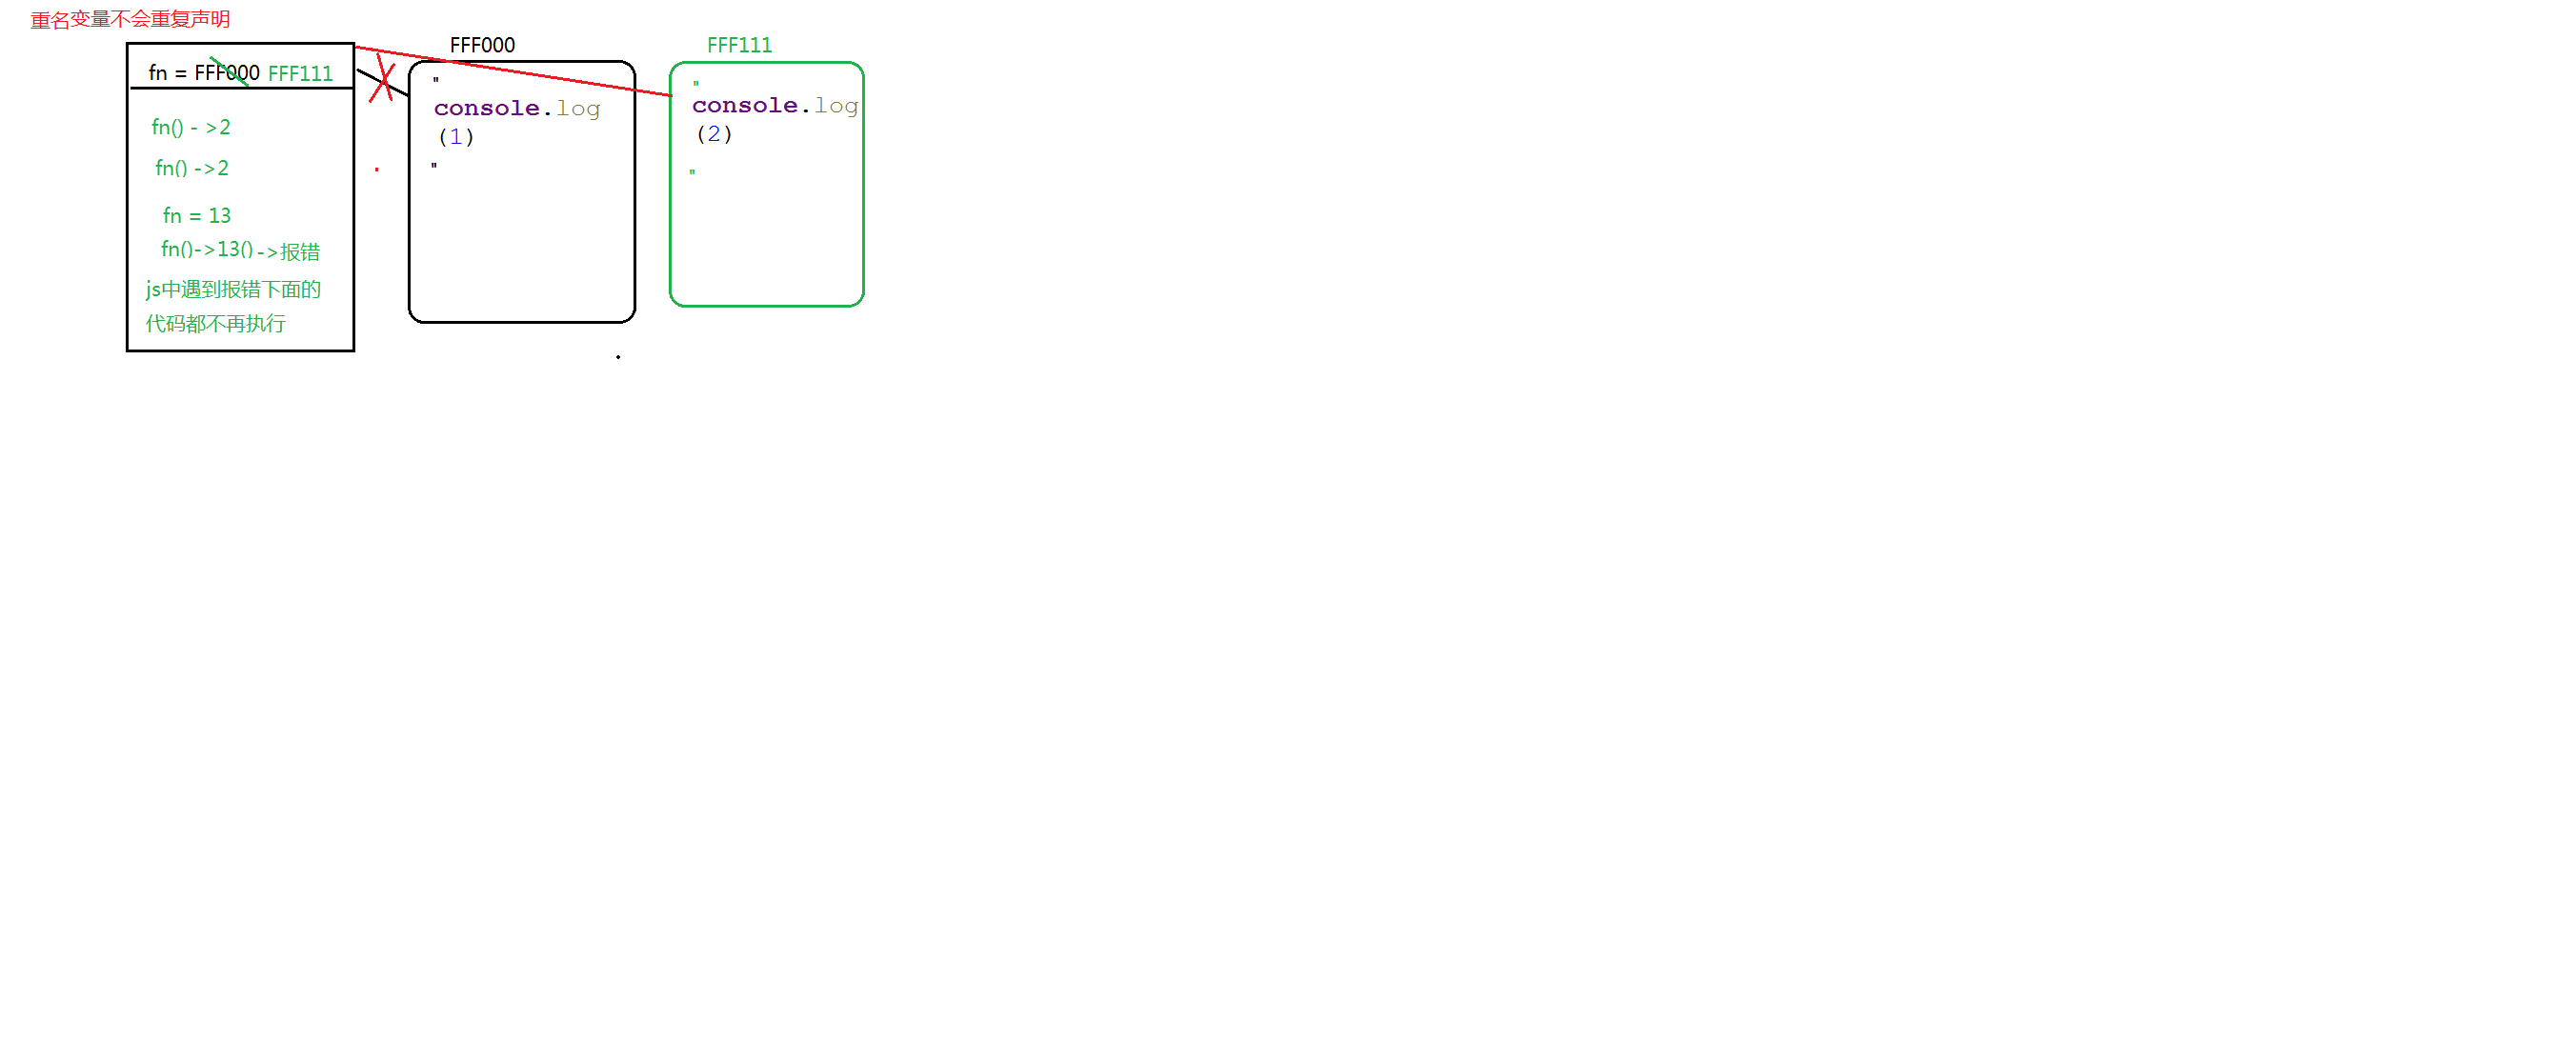 重名变量不会重复声明
fn = FFF000 FFF111
fn() - >2
fn() ->2
fn = 13
fn()->13() ->报错
js中遇到报错下面的
代码都不再执行
FFF000
"
console.log
(1)
"
FFF111
"
console.log
(2)
"